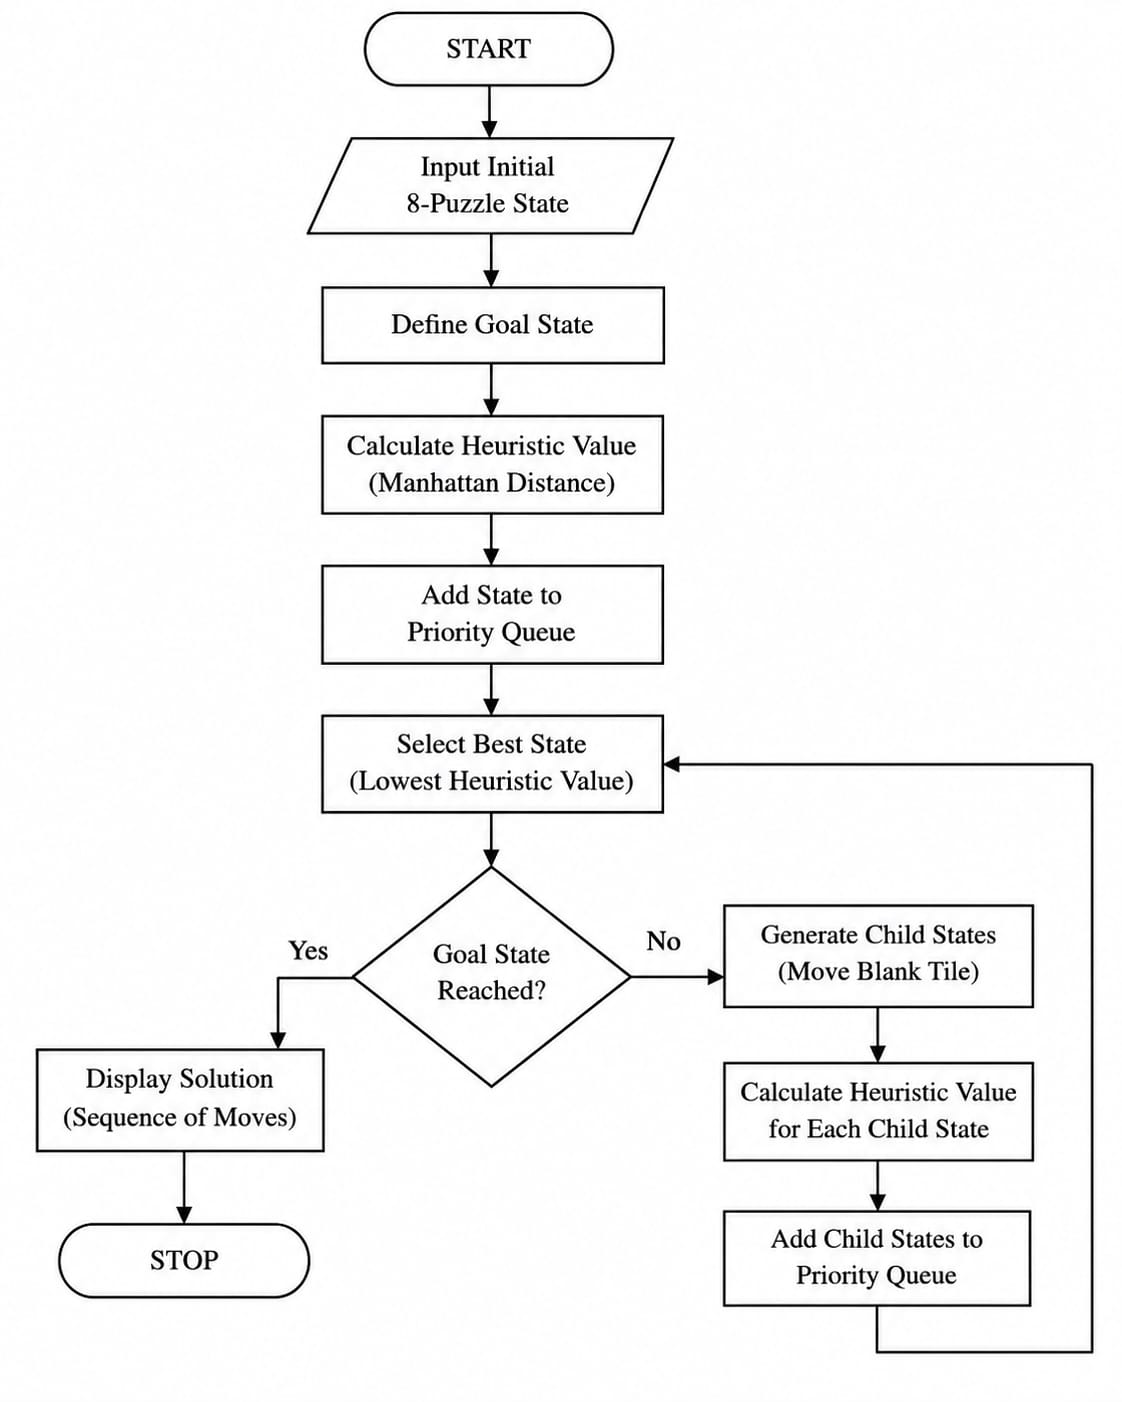 START
Input Initial
8-Puzzle State
Define Goal State
Calculate Heuristic Value
(Manhattan Distance)
Add State to
Priority Queue
Select Best State
(Lowest Heuristic Value)
Goal State
Reached?
Yes
No
Display Solution
(Sequence of Moves)
STOP
Generate Child States
(Move Blank Tile)
Calculate Heuristic Value
for Each Child State
Add Child States to
Priority Queue